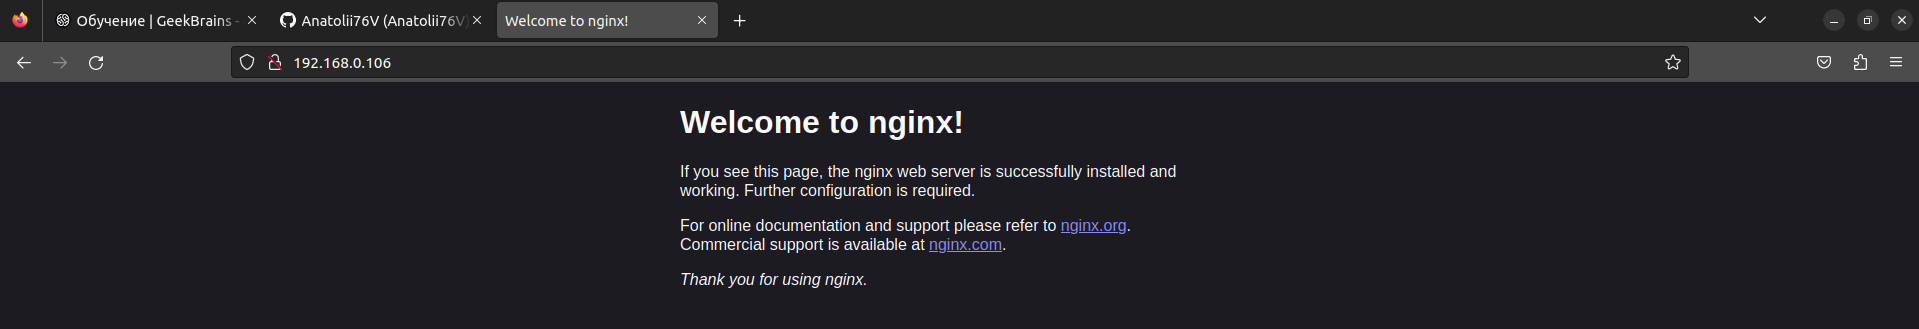 Обучение | GeekBrains -
Anatolii76V (Anatolii76V)
Welcome to nginx!
192.168.0.106
Welcome to nginx!
If you see this page, the nginx web server is successfully installed and
working. Further configuration is required.
For online documentation and support please refer to nginx.org.
Commercial support is available at nginx.com.
Thank you for using nginx.